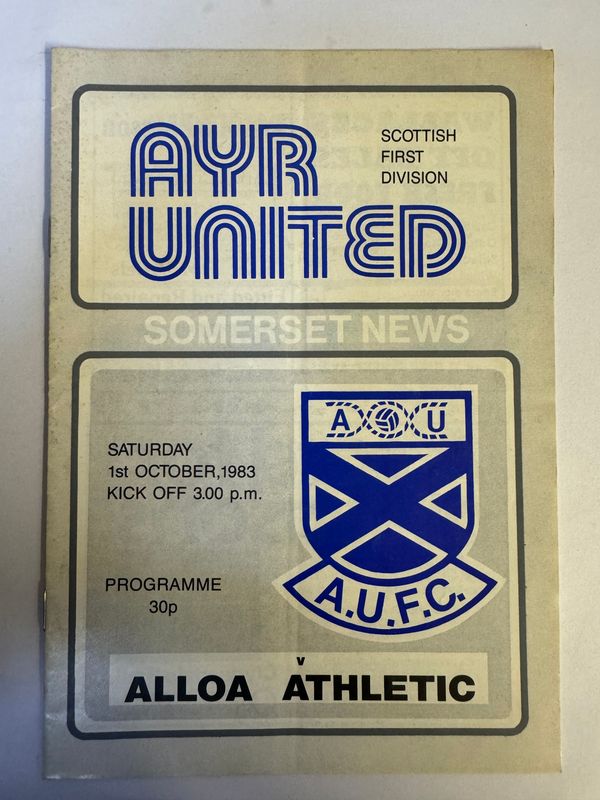 AYR
UNITED
SCOTTISH
FIRST
DIVISION
SOMERSET NEWS
SATURDAY
1st OCTOBER,1983
KICK OFF 3.00 p.m.
PROGRAMME
30p
A U
A.U.F.C.
v
ALLOA ATHLETIC